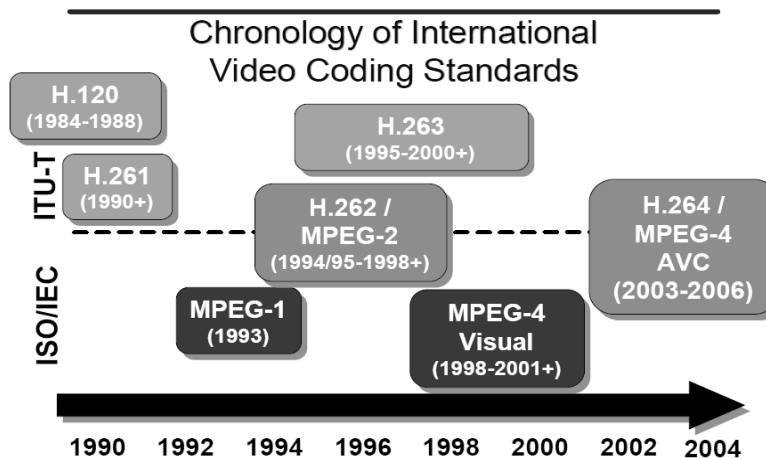 Chronology of International
Video Coding Standards
H.120
(1984-1988)
H.263
(1995-2000+)
H.261
(1990+)
ITU-T
H.262 /
MPEG-2
(1994/95-1998+)
H.264 /
MPEG-4
AVC
(2003-2006)
ISO/IEC
MPEG-1
(1993)
MPEG-4
Visual
(1998-2001+)
1990 1992 1994 1996 1998 2000 2002 2004